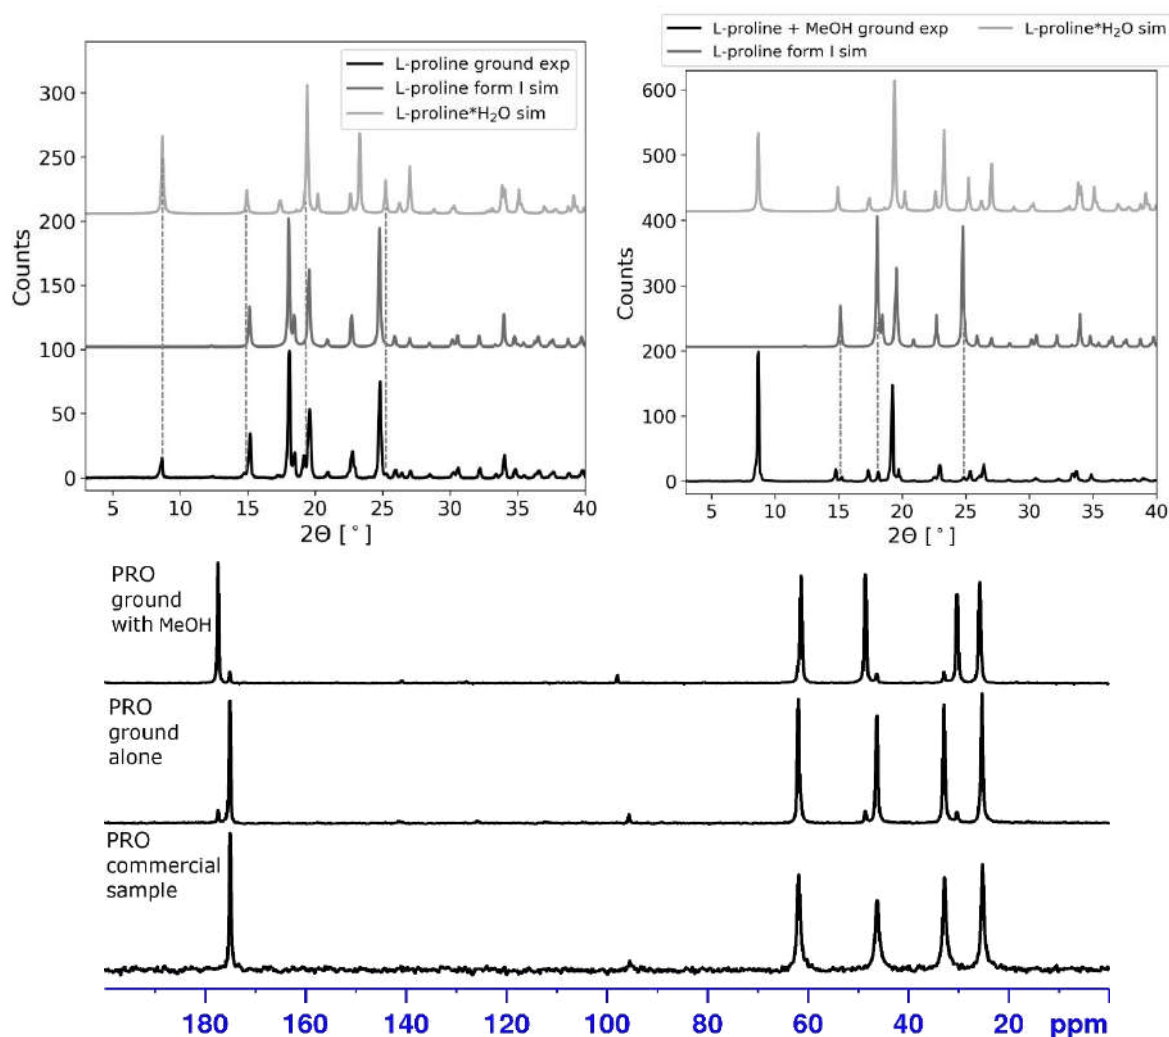 L-proline ground exp
L-proline form I sim
L-proline*H₂O sim
300
250
200
150
100
50
0
Counts
5 10 15 20 25 30 35 40
2Θ [°]
L-proline + MeOH ground exp
L-proline form I sim
L-proline*H₂O sim
600
500
400
300
200
100
0
Counts
5 10 15 20 25 30 35 40
2Θ [°]
PRO
ground
with MeOH
PRO
ground
alone
PRO
commercial
sample
180 160 140 120 100 80 60 40 20 ppm